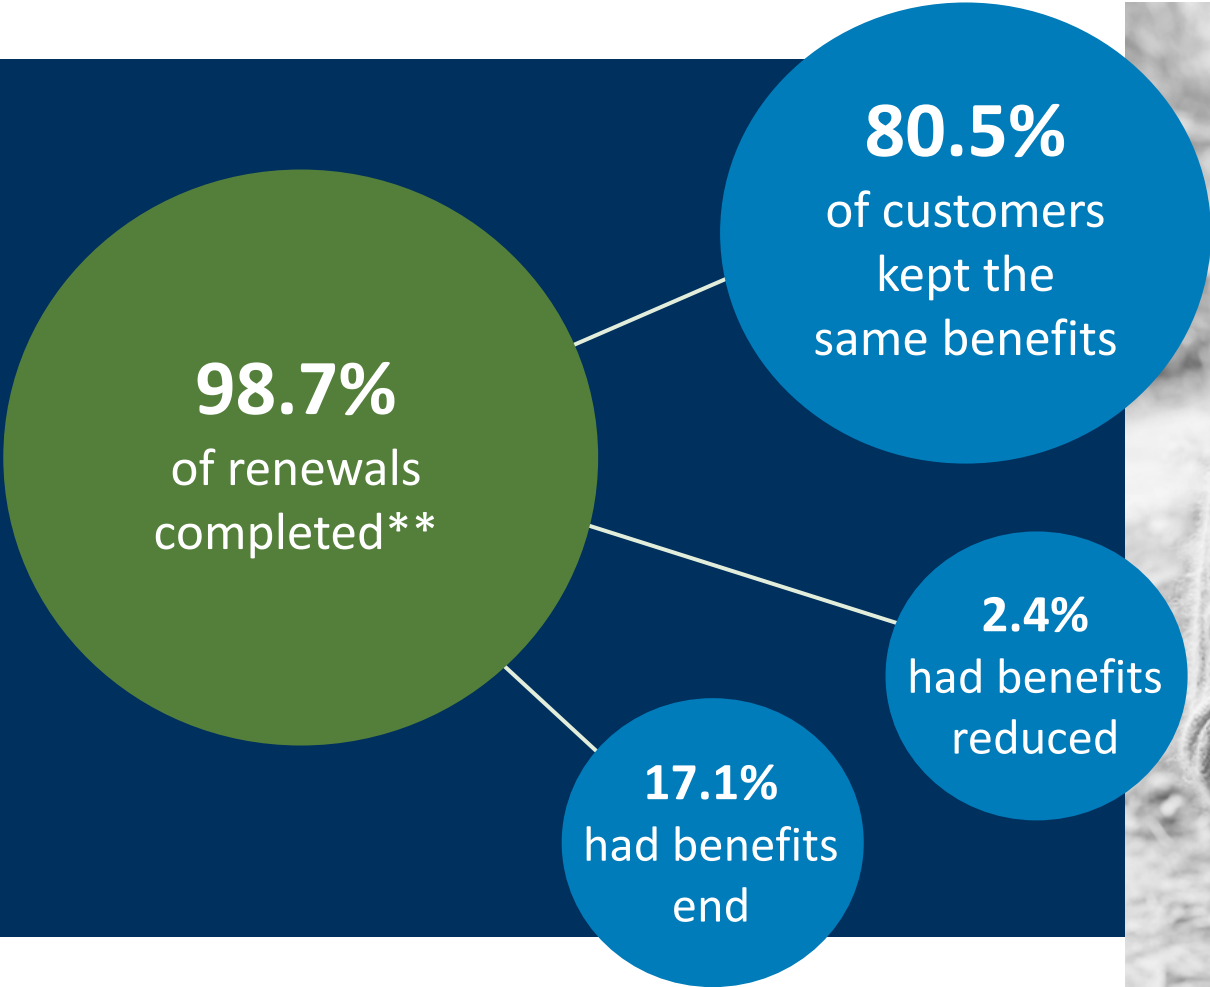 98.7%
of renewals
completed**
80.5%
of customers
kept the
same benefits
2.4%
had benefits
reduced
17.1%
had benefits
end